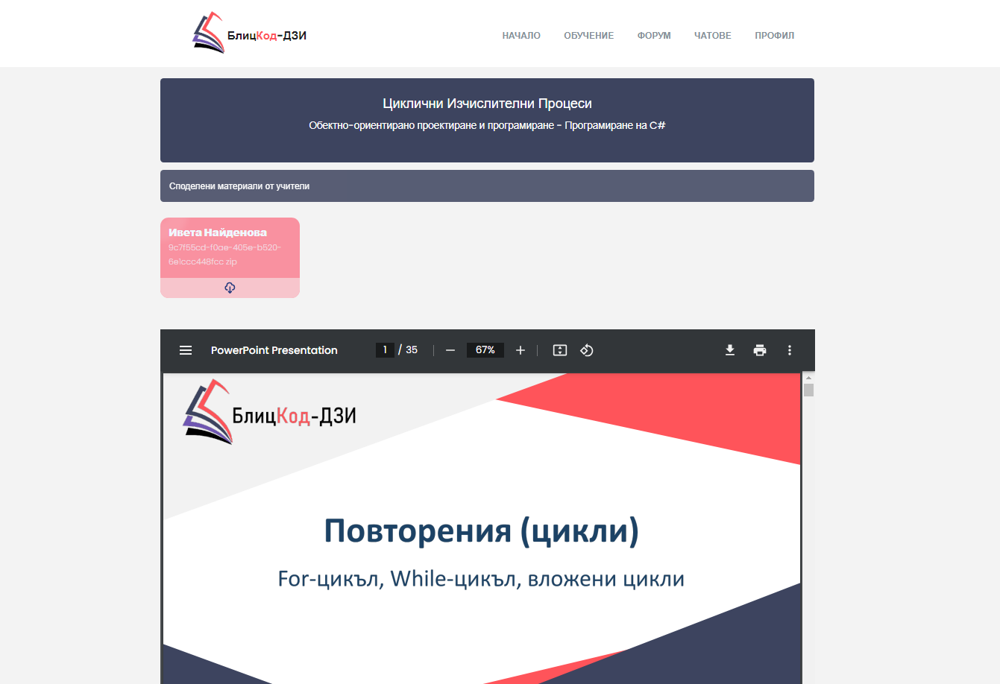 БлицКод-ДЗИ
НАЧАЛО ОБУЧЕНИЕ ФОРУМ ЧАТОВЕ ПРОФИЛ
Циклични Изчислителни Процеси
Обектно-ориентирано проектиране и програмиране - Програмиране на C#
Споделени материали от учители
Ивета Найденова
9c7f55cd-f0ae-405e-b520-
6e1ccc448fcc.zip
PowerPoint Presentation 1 / 35 67%
БлицКод-ДЗИ
Повторения (цикли)
For-цикъл, While-цикъл, вложени цикли